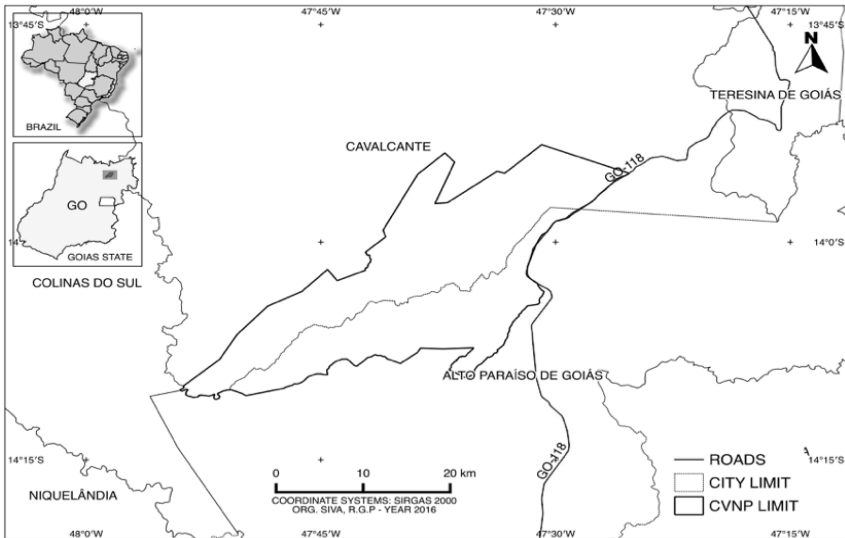 48°0'W
47°45'W
47°30'W
47°15'W
13°45'S
13°45'S
N
BRAZIL
TERESINA DE GOIÁS
CAVALCANTE
GO-118
GO
GOIAS STATE
14°
14°0'S
COLINAS DO SUL
ALTO PARAÍSO DE GOIÁS
GO-118
14°15'S
14°15'S
ROADS
CITY LIMIT
CVNP LIMIT
0 10 20 km
COORDINATE SYSTEMS: SIRGAS 2000
ORG. SIVA, R.G.P - YEAR 2016
NIQUELÂNDIA
48°0'W
47°45'W
47°30'W
47°15'W